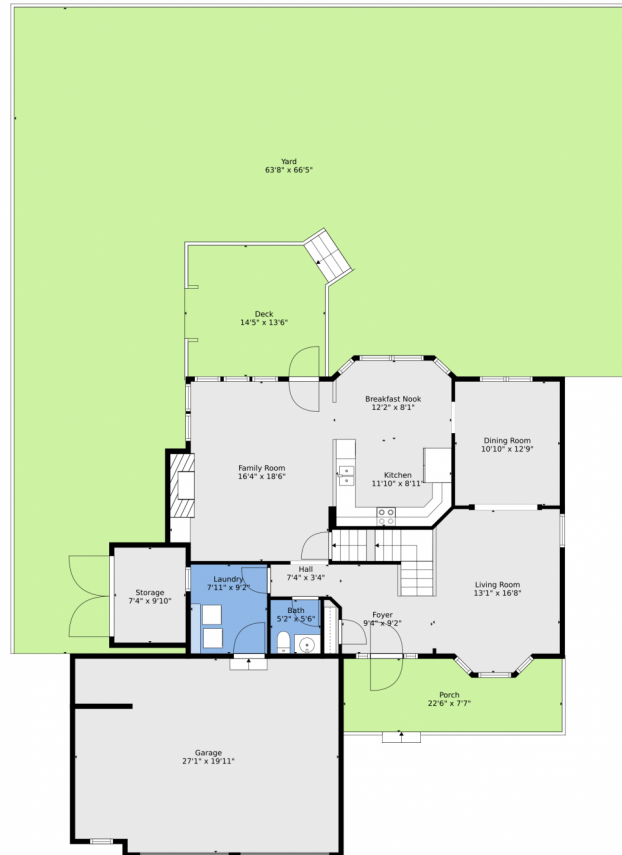 Yard
63'8" x 66'5"
Deck
14'5" x 13'6"
Breakfast Nook
12'2" x 8'1"
Dining Room
10'10" x 12'9"
Family Room
16'4" x 18'6"
Kitchen
11'10" x 8'11"
Hall
7'4" x 3'4"
Laundry
7'11" x 9'2"
Storage
7'4" x 9'10"
Living Room
13'1" x 16'8"
Bath
5'2" x 5'6"
Foyer
9'4" x 9'2"
Porch
22'6" x 7'7"
Garage
27'1" x 19'11"